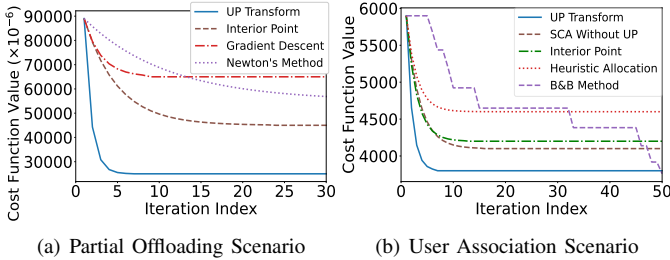 Cost Function Value (×10⁻⁶)
90000
80000
70000
60000
50000
40000
30000
0 5 10 15 20 25 30
Iteration Index
UP Transform
Interior Point
Gradient Descent
Newton's Method
(a) Partial Offloading Scenario
Cost Function Value
6000
5000
4000
0 10 20 30 40 50
Iteration Index
UP Transform
SCA Without UP
Interior Point
Heuristic Allocation
B&B Method
(b) User Association Scenario